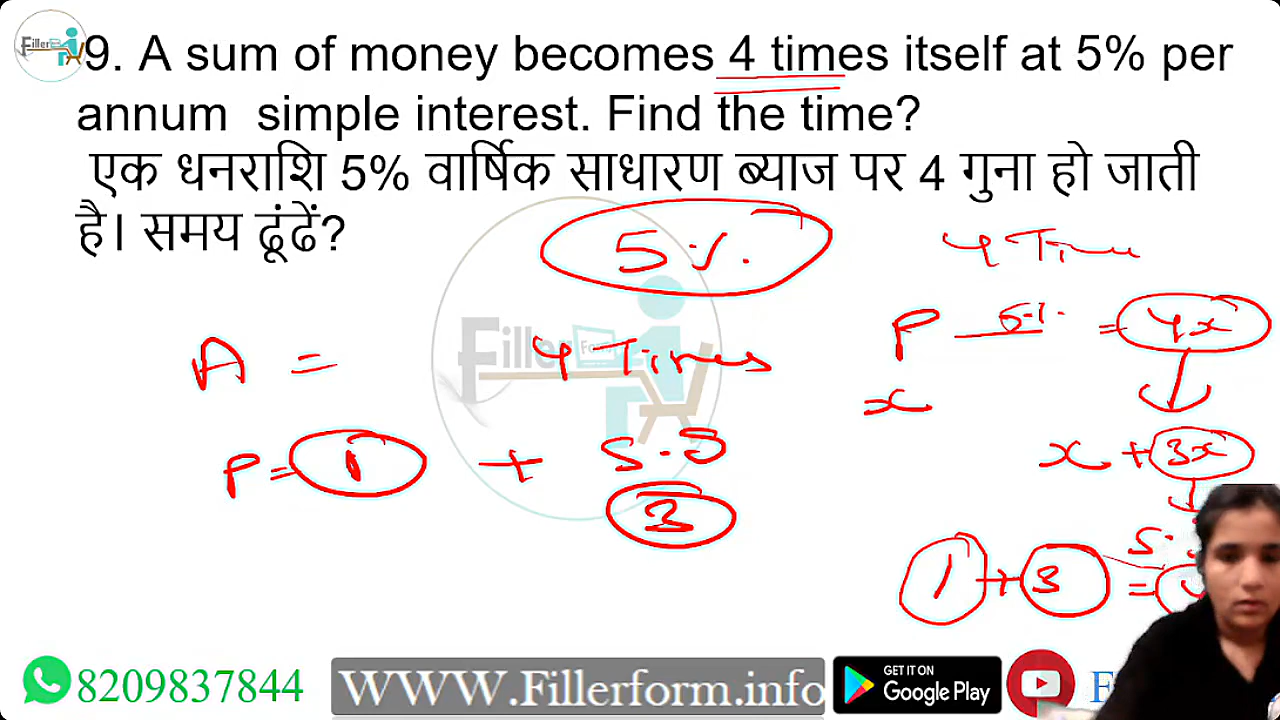 9. A sum of money becomes 4 times itself at 5% per
annum simple interest. Find the time?
एक धनराशि 5% वार्षिक साधारण ब्याज पर 4 गुना हो जाती
है। समय ढूंढें?
5%.
4 Time
P 5% = 4x
x
A = 4 Times
x + 3x
P = 1 + S.I
3
1 + 3 =
8209837844
WWW.Fillerform.info
GET IT ON
Google Play
F